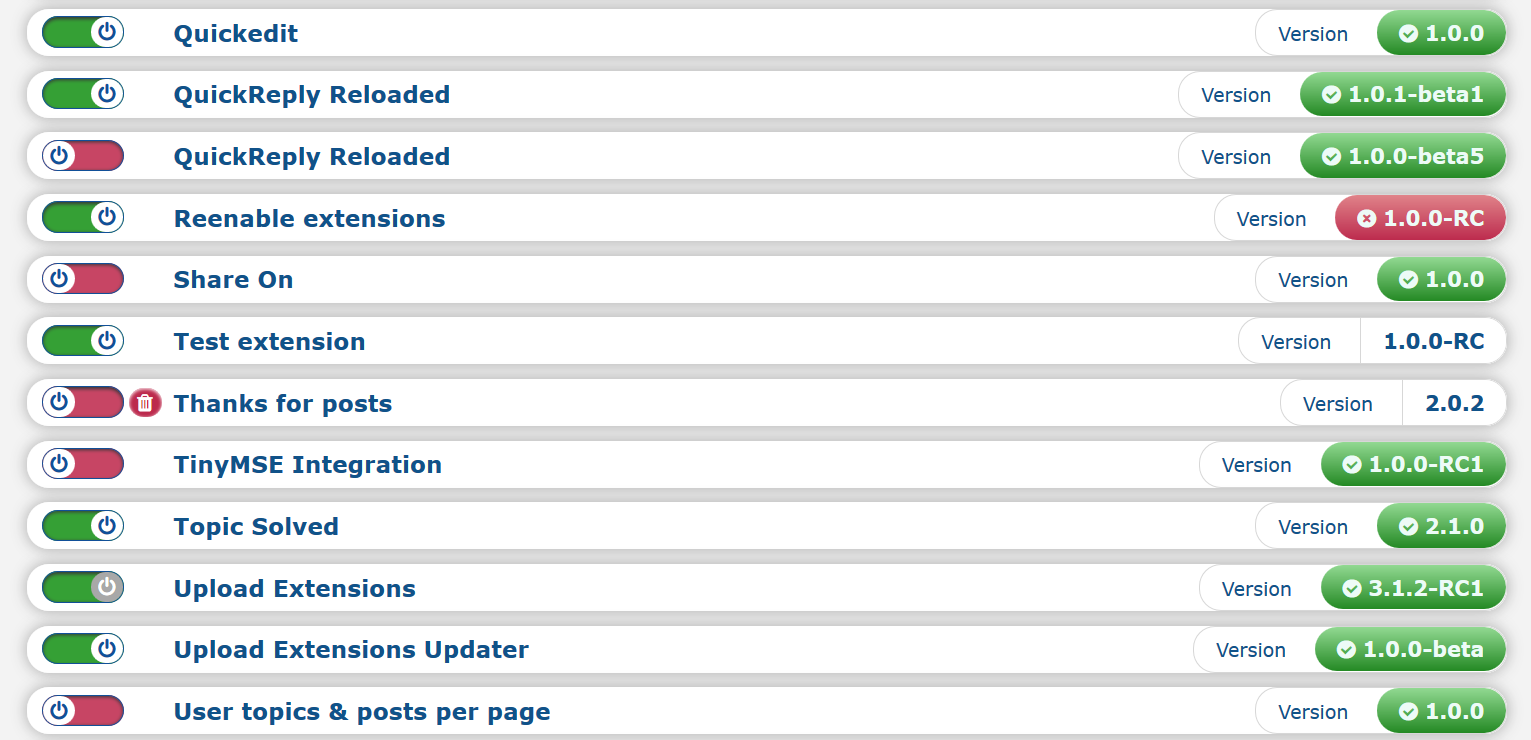 Quickedit Version 1.0.0
QuickReply Reloaded Version 1.0.1-beta1
QuickReply Reloaded Version 1.0.0-beta5
Reenable extensions Version 1.0.0-RC
Share On Version 1.0.0
Test extension Version 1.0.0-RC
Thanks for posts Version 2.0.2
TinyMSE Integration Version 1.0.0-RC1
Topic Solved Version 2.1.0
Upload Extensions Version 3.1.2-RC1
Upload Extensions Updater Version 1.0.0-beta
User topics & posts per page Version 1.0.0